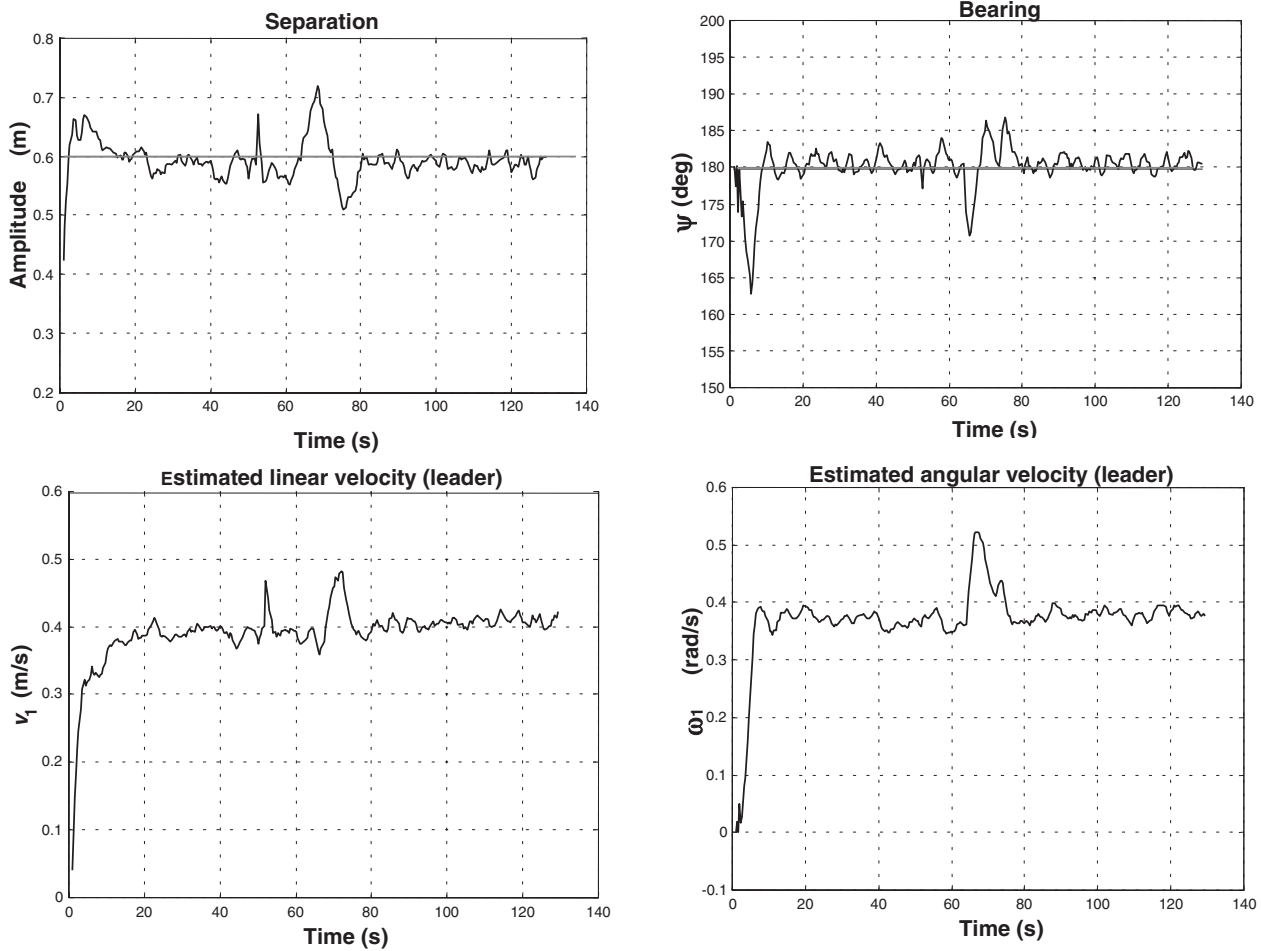 Separation
0.8
0.7
0.6
0.5
0.4
0.3
0.2
Amplitude (m)
0 20 40 60 80 100 120 140
Time (s)
Bearing
200
195
190
185
180
175
170
165
160
155
150
ψ (deg)
0 20 40 60 80 100 120 140
Time (s)
Estimated linear velocity (leader)
0.6
0.5
0.4
0.3
0.4
0.1
0
v1 (m/s)
0 20 40 60 80 100 120 140
Time (s)
Estimated angular velocity (leader)
0.6
0.5
0.4
0.3
0.2
0.1
0
-0.1
ω1 (rad/s)
0 20 40 60 80 100 120 140
Time (s)